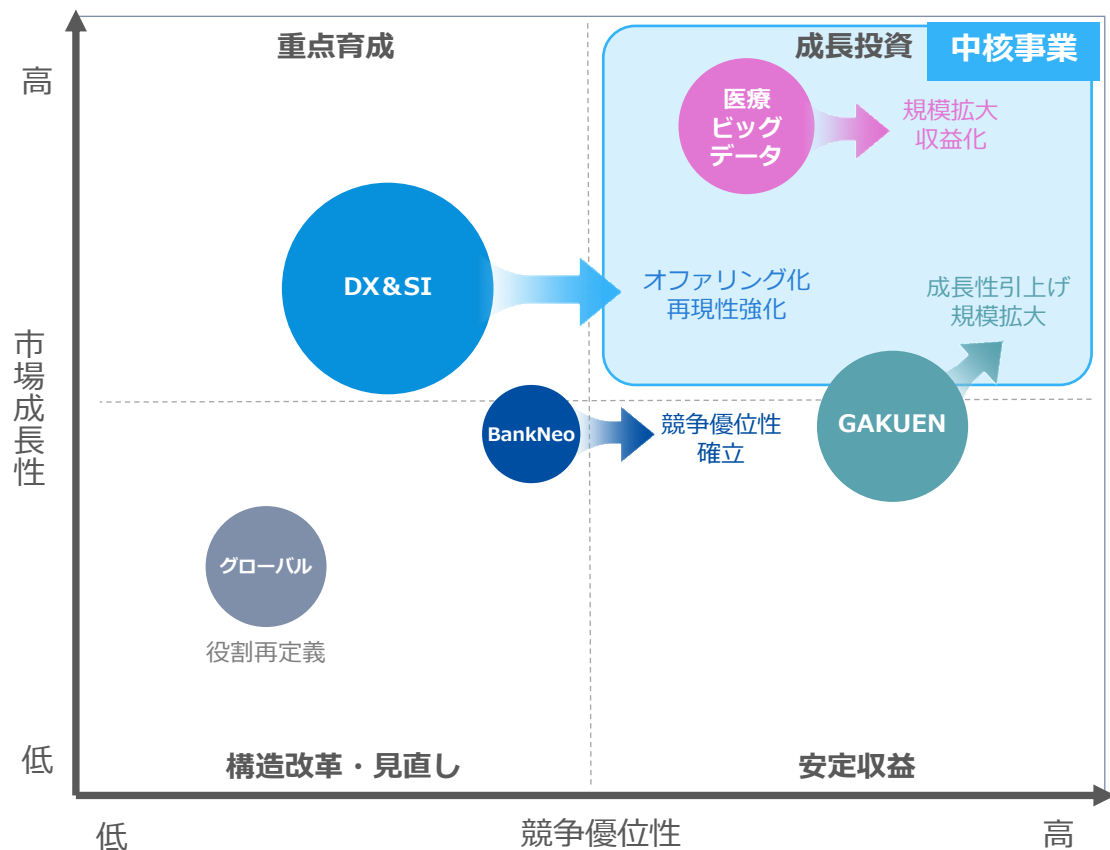 重点育成
成長投資
中核事業
高
医療
ビッグ
データ
規模拡大
収益化
DX&SI
オファリング化
再現性強化
成長性引上げ
規模拡大
市場成長性
BankNeo
競争優位性
確立
GAKUEN
グローバル
役割再定義
低
構造改革・見直し
安定収益
低
競争優位性
高